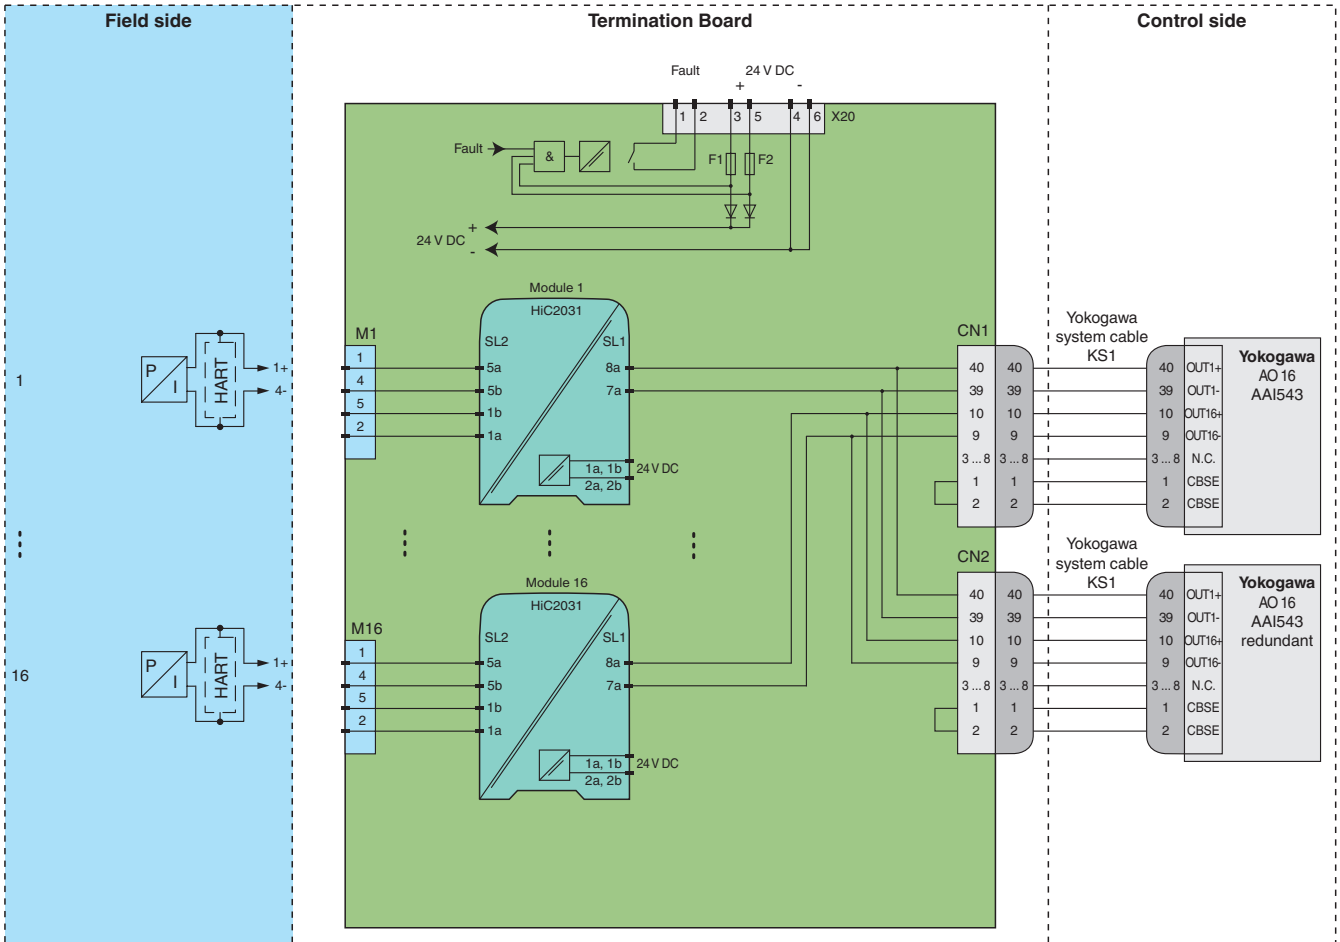 Field side
Termination Board
Control side
Fault
24 V DC
+
-
1
2
3
5
4
6
X20
Fault
&
F1
F2
+
24 V DC
-
Module 1
HiC2031
SL2
SL1
5a
5b
1b
1a
8a
7a
1a, 1b
2a, 2b
24 V DC
M1
1
4
5
2
1
P
I
HART
1+
4-
CN1
40 40
39 39
10 10
9 9
3 ... 8 3 ... 8
1 1
2 2
Yokogawa
system cable
KS1
40 OUT1+
39 OUT1-
10 OUT16+
9 OUT16-
3 ... 8 N.C.
1 CBSE
2 CBSE
Yokogawa
AO 16
AAI543
Module 16
HiC2031
SL2
SL1
5a
5b
1b
1a
8a
7a
1a, 1b
2a, 2b
24 V DC
M16
1
4
5
2
16
P
I
HART
1+
4-
CN2
40 40
39 39
10 10
9 9
3 ... 8 3 ... 8
1 1
2 2
Yokogawa
system cable
KS1
40 OUT1+
39 OUT1-
10 OUT16+
9 OUT16-
3 ... 8 N.C.
1 CBSE
2 CBSE
Yokogawa
AO 16
AAI543
redundant